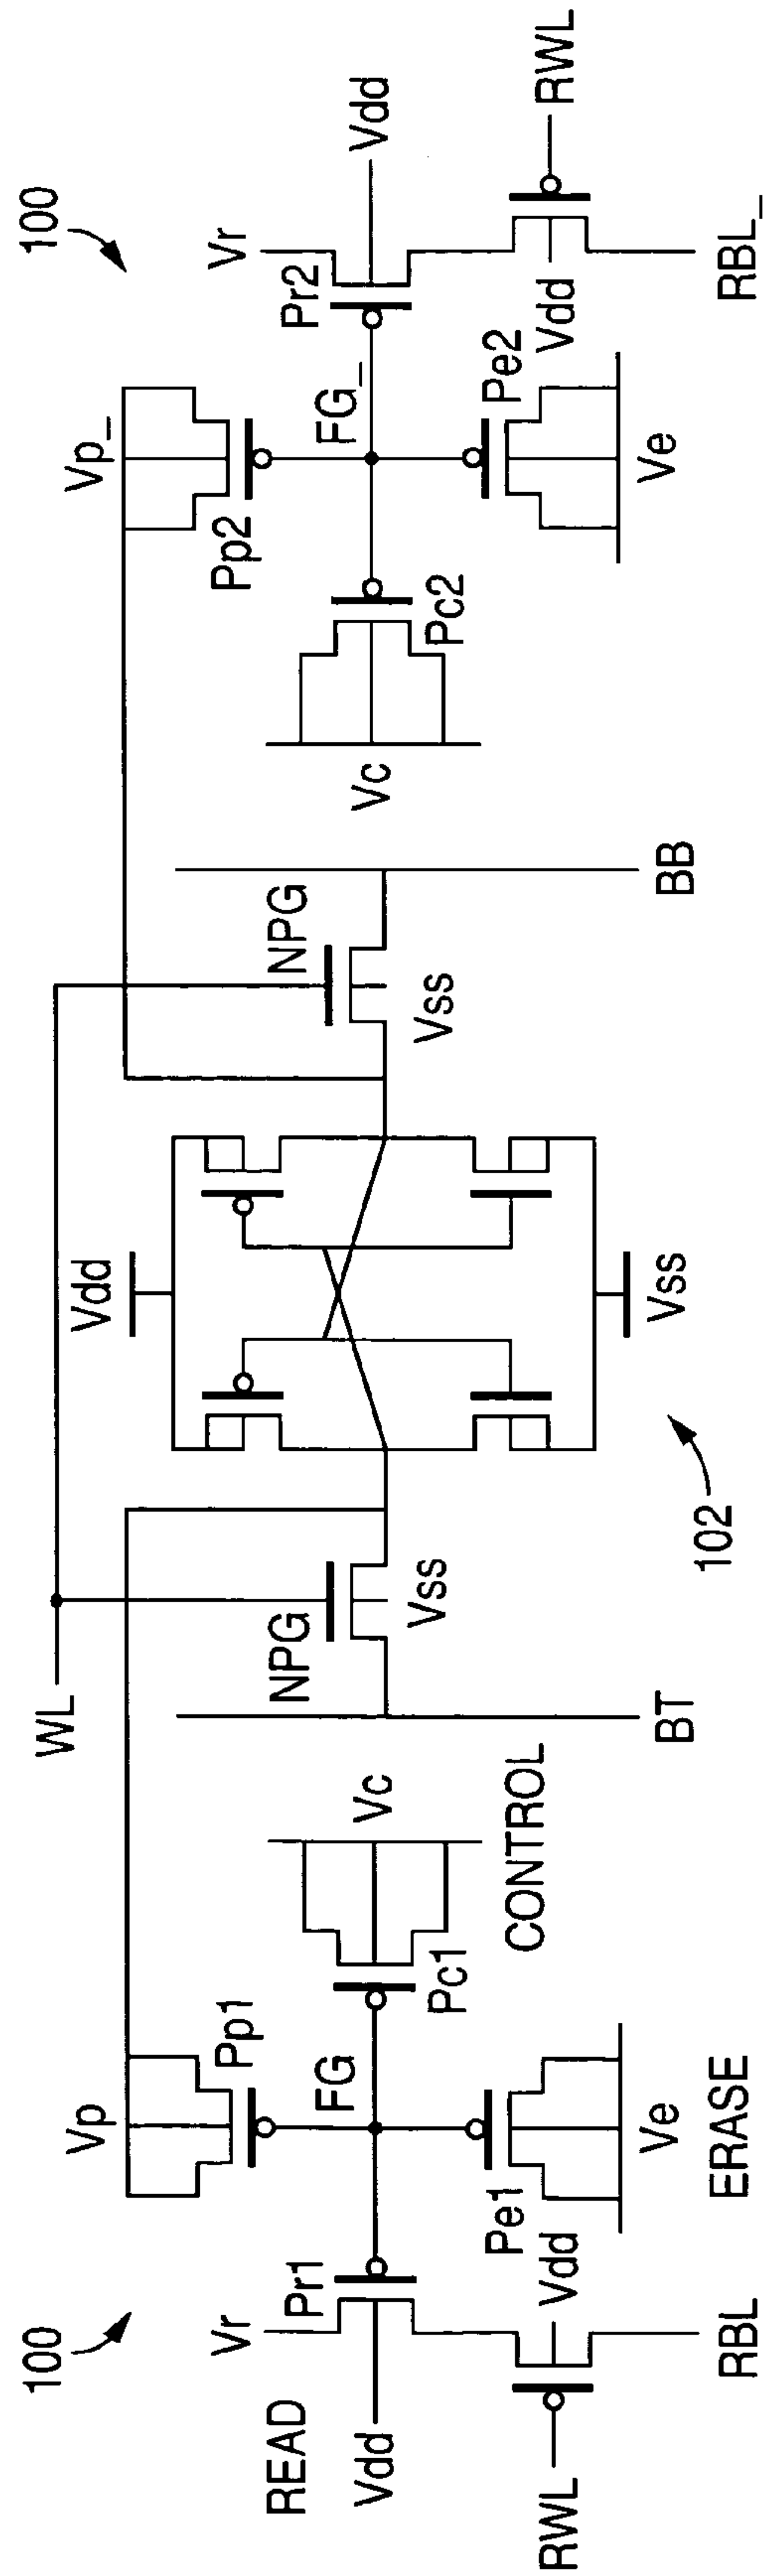 100
READ
Vdd
RWL
Vr
Pr1
RBL
Vdd
Vp
Pp1
FG
Pe1
Ve
ERASE
Pc1
Vc
CONTROL
WL
NPG
Vss
BT
102
Vdd
Vss
NPG
Vss
BB
Vc
Pc2
Vp_
Pp2
FG_
Pe2
Ve
100
Vr
Pr2
Vdd
Vdd
RWL
RBL_